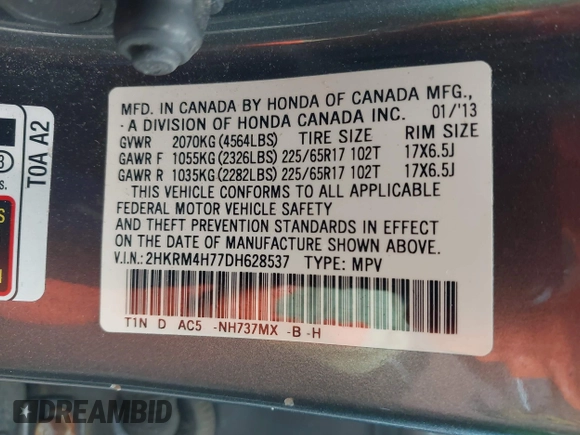 MFD. IN CANADA BY HONDA OF CANADA MFG.,
· A DIVISION OF HONDA CANADA INC. 01/'13
GVWR 2070KG (4564LBS) TIRE SIZE RIM SIZE
GAWR F 1055KG (2326LBS) 225/65R17 102T 17X6.5J
GAWR R 1035KG (2282LBS) 225/65R17 102T 17X6.5J
THIS VEHICLE CONFORMS TO ALL APPLICABLE
FEDERAL MOTOR VEHICLE SAFETY
AND THEFT PREVENTION STANDARDS IN EFFECT
ON THE DATE OF MANUFACTURE SHOWN ABOVE.
V.I.N.: 2HKRM4H77DH628537 TYPE: MPV
T1N D AC5 -NH737MX -B -H
T0A A2
DREAMBID